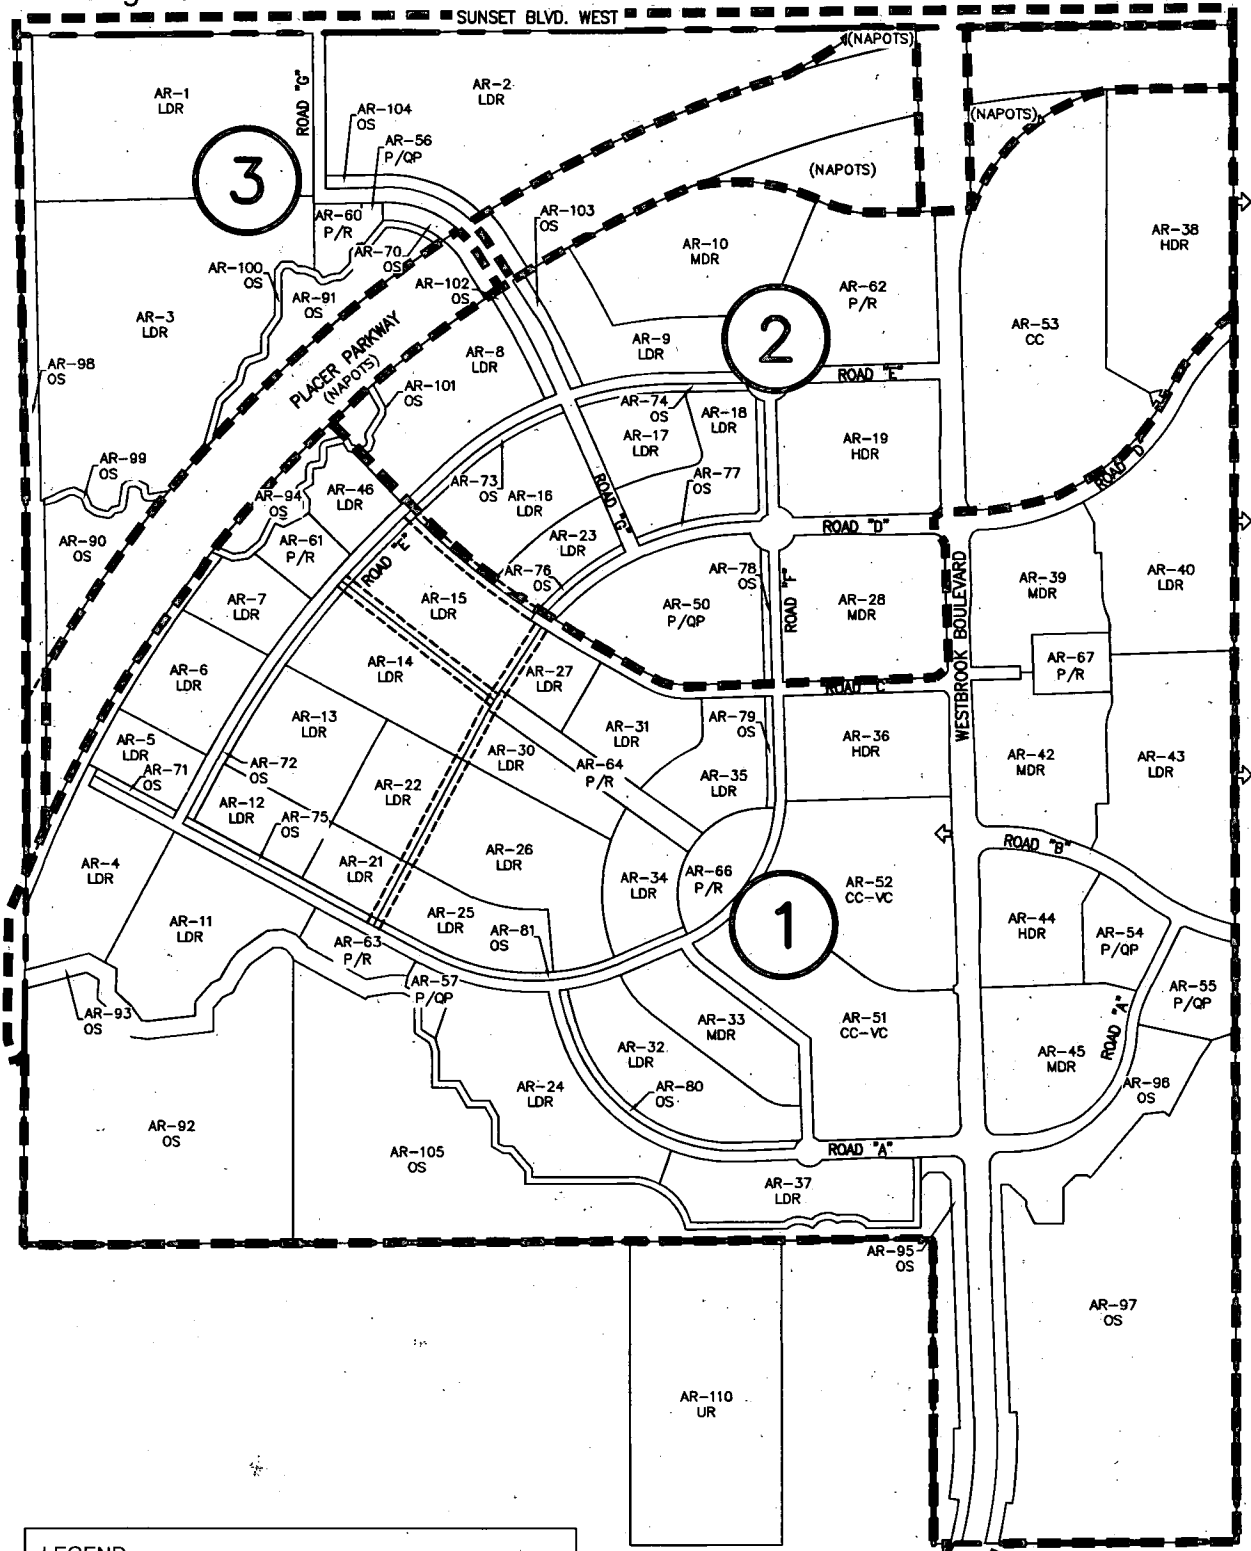 SUNSET BLVD. WEST
(NAPOTS)
AR-1
LDR
ROAD "G"
AR-2
LDR
AR-104
OS
AR-56
P/QP
(NAPOTS)
(NAPOTS)
3
AR-60
P/R
AR-103
OS
AR-38
HDR
AR-70
OS
AR-10
MDR
AR-100
OS
AR-102
OS
AR-62
P/R
AR-91
OS
AR-3
LDR
AR-53
CC
2
PLACER PARKWAY
(NAPOTS)
AR-8
LDR
AR-9
LDR
AR-98
OS
ROAD "E"
AR-101
OS
AR-74
OS
AR-18
LDR
AR-17
LDR
AR-19
HDR
AR-99
OS
AR-73
OS
AR-77
OS
ROAD "D"
AR-46
LDR
AR-94
OS
AR-16
LDR
ROAD "G"
AR-90
OS
AR-61
P/R
AR-23
LDR
ROAD "D"
ROAD "E"
AR-76
OS
AR-78
OS
AR-39
MDR
AR-40
LDR
AR-7
LDR
AR-15
LDR
AR-50
P/QP
ROAD "F"
AR-28
MDR
WESTBROOK BOULEVARD
AR-6
LDR
AR-14
LDR
AR-27
LDR
AR-67
P/R
ROAD "C"
AR-13
LDR
AR-31
LDR
AR-79
OS
AR-36
HDR
AR-5
LDR
AR-30
LDR
AR-42
MDR
AR-43
LDR
AR-71
OS
AR-72
OS
AR-64
P/R
AR-35
LDR
AR-22
LDR
AR-12
LDR
AR-75
OS
ROAD "B"
AR-26
LDR
AR-4
LDR
AR-21
LDR
AR-34
LDR
AR-66
P/R
AR-52
CC-VC
AR-11
LDR
AR-25
LDR
1
AR-44
HDR
AR-54
P/QP
AR-81
OS
AR-63
P/R
AR-57
P/QP
AR-55
P/QP
AR-93
OS
AR-33
MDR
AR-51
CC-VC
ROAD "A"
AR-32
LDR
AR-45
MDR
AR-24
LDR
AR-80
OS
AR-96
OS
AR-92
OS
AR-105
OS
ROAD "A"
AR-37
LDR
AR-95
OS
AR-97
OS
AR-110
UR
LEGEND